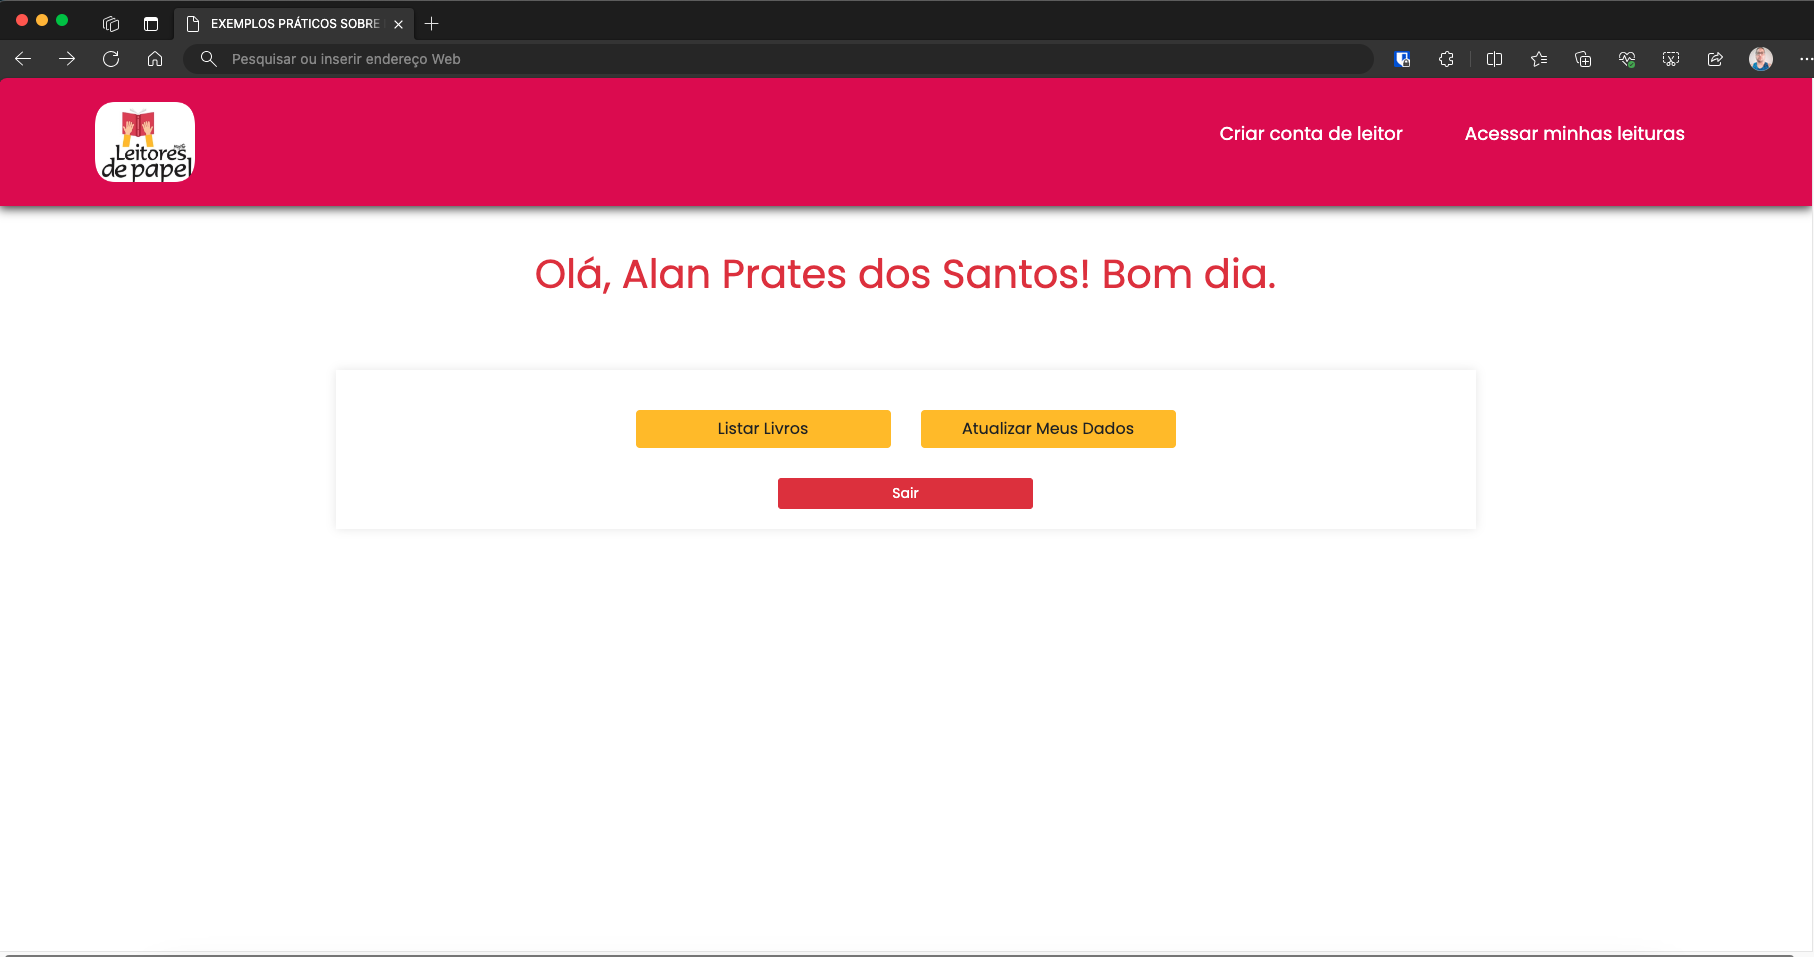 EXEMPLOS PRÁTICOS SOBRE
Pesquisar ou inserir endereço Web
Leitores
de papel
Criar conta de leitor
Acessar minhas leituras
Olá, Alan Prates dos Santos! Bom dia.
Listar Livros
Atualizar Meus Dados
Sair